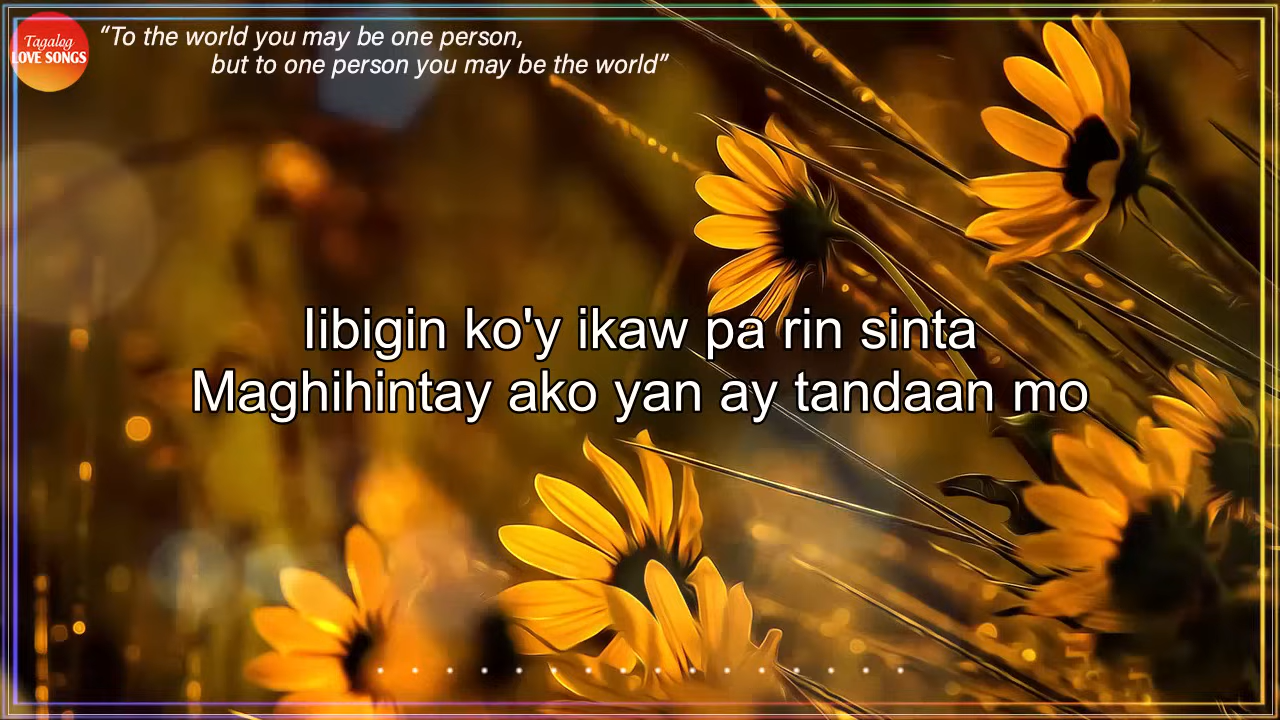 Tagalog
LOVE SONGS
“To the world you may be one person,
but to one person you may be the world”
Iibigin ko'y ikaw pa rin sinta
Maghihintay ako yan ay tandaan mo